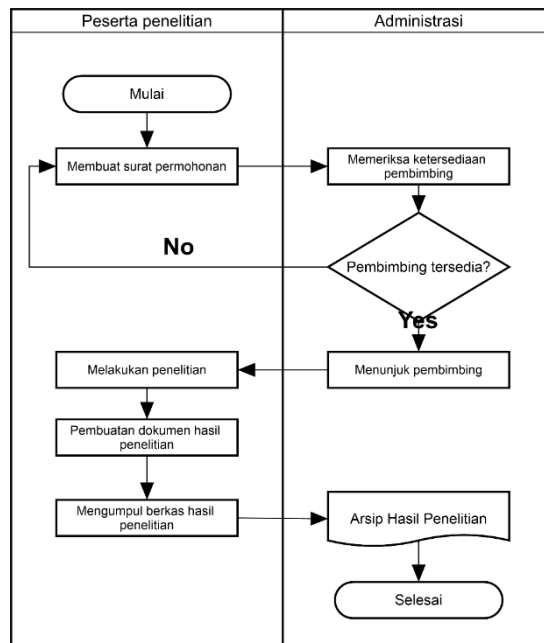 Peserta penelitian
Administrasi
Mulai
Membuat surat permohonan
Memeriksa ketersediaan
pembimbing
No
Pembimbing tersedia?
Yes
Melakukan penelitian
Menunjuk pembimbing
Pembuatan dokumen hasil
penelitian
Mengumpul berkas hasil
penelitian
Arsip Hasil Penelitian
Selesai